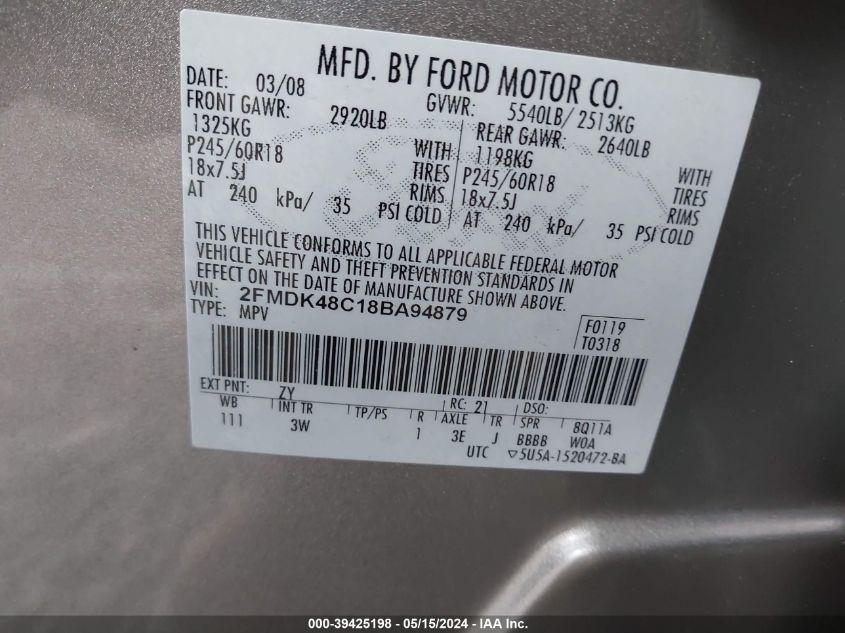 MFD. BY FORD MOTOR CO.
DATE: 03/08 GVWR: 5540LB/ 2513KG
FRONT GAWR: 2920LB REAR GAWR: 2640LB
1325KG WITH 1198KG WITH
P245/60R18 TIRES P245/60R18 TIRES
18x7.5J RIMS 18x7.5J RIMS
AT 240 kPa/ 35 PSI COLD AT 240 kPa/ 35 PSI COLD
THIS VEHICLE CONFORMS TO ALL APPLICABLE FEDERAL MOTOR
VEHICLE SAFETY AND THEFT PREVENTION STANDARDS IN
EFFECT ON THE DATE OF MANUFACTURE SHOWN ABOVE.
VIN: 2FMDK48C18BA94879
TYPE: MPV
F0119
T0318
EXT PNT: ZY RC: 21 DSO:
WB INT TR TP/PS R AXLE TR SPR 8Q11A
111 3W 1 3E J BBBB WOA
UTC ▽5U5A-1520472-BA
000-39425198 - 05/15/2024 - IAA Inc.